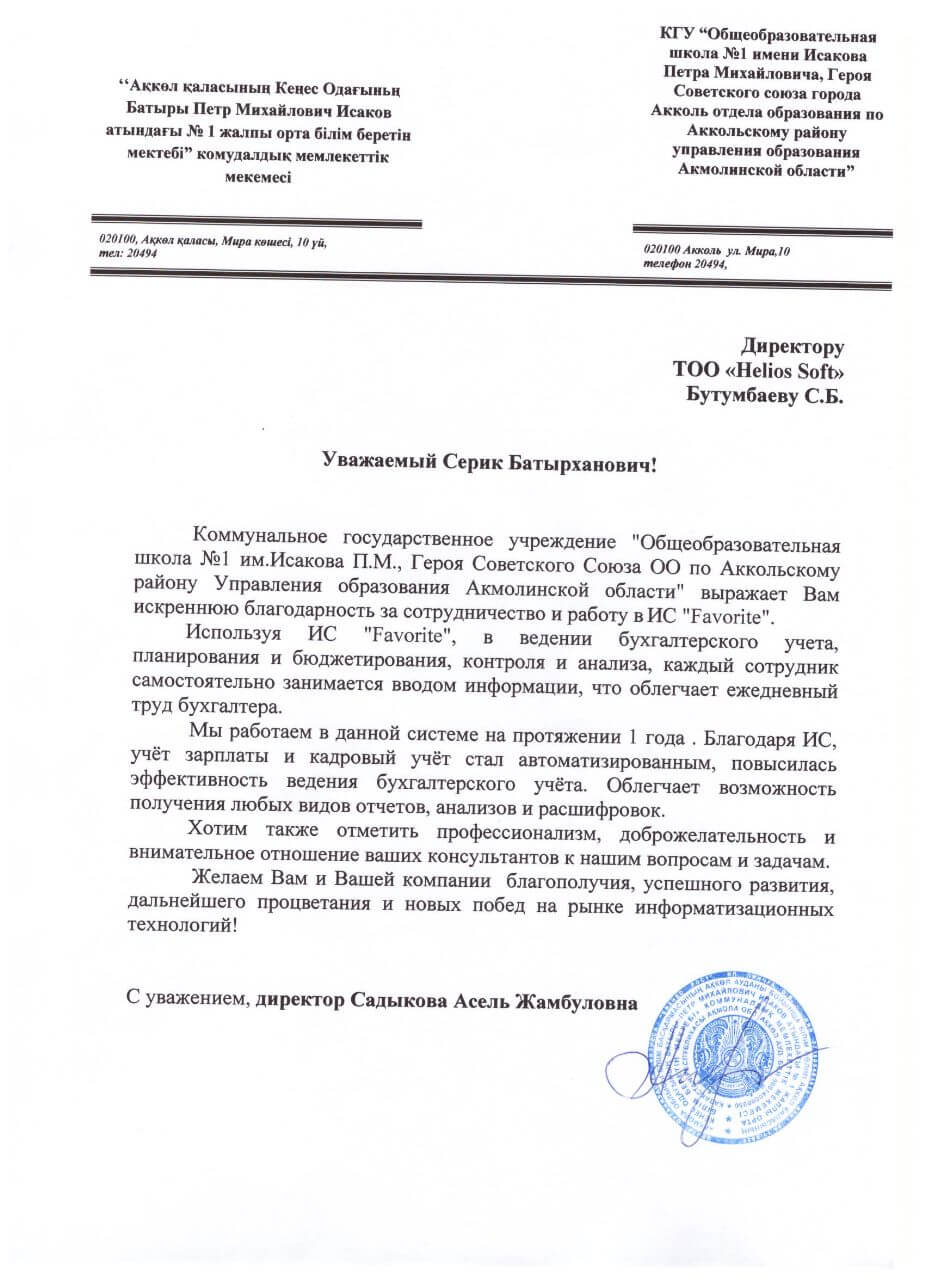 ‘‘Ақкөл қаласының Кеңес Одағының
Батыры Петр Михайлович Исаков
атындағы № 1 жалпы орта білім беретін
мектебі” комудалдық мемлекеттік
мекемесі
020100, Ақкөл қаласы, Мира көшесі, 10 үй,
тел: 20494
КГУ “Общеобразовательная
школа №1 имени Исакова
Петра Михайловича, Героя
Советского союза города
Акколь отдела образования по
Аккольскому району
управления образования
Акмолинской области”
020100 Акколь ул. Мира,10
телефон 20494,
Директору
ТОО «Helios Soft»
Бутумбаеву С.Б.
Уважаемый Серик Батырханович!
Коммунальное государственное учреждение "Общеобразовательная
школа №1 им.Исакова П.М., Героя Советского Союза ОО по Аккольскому
району Управления образования Акмолинской области" выражает Вам
искреннюю благодарность за сотрудничество и работу в ИС "Favorite".
Используя ИС "Favorite", в ведении бухгалтерского учета,
планирования и бюджетирования, контроля и анализа, каждый сотрудник
самостоятельно занимается вводом информации, что облегчает ежедневный
труд бухгалтера.
Мы работаем в данной системе на протяжении 1 года . Благодаря ИС,
учёт зарплаты и кадровый учёт стал автоматизированным, повысилась
эффективность ведения бухгалтерского учёта. Облегчает возможность
получения любых видов отчетов, анализов и расшифровок.
Хотим также отметить профессионализм, доброжелательность и
внимательное отношение ваших консультантов к нашим вопросам и задачам.
Желаем Вам и Вашей компании благополучия, успешного развития,
дальнейшего процветания и новых побед на рынке информатизационных
технологий!
С уважением, директор Садыкова Асель Жамбуловна